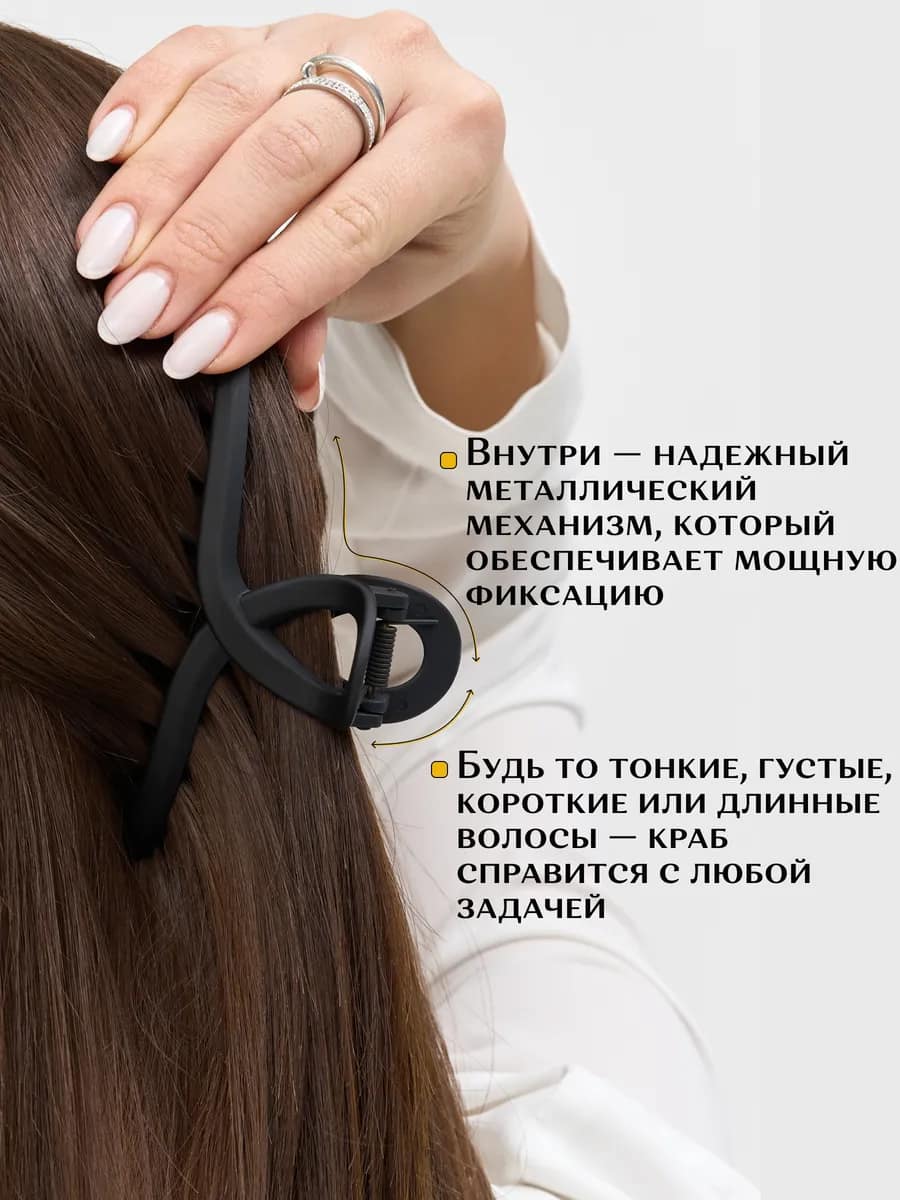 Внутри — надежный
металлический
механизм, который
обеспечивает мощную
фиксацию
Будь то тонкие, густые,
короткие или длинные
волосы — краб
справится с любой
задачей